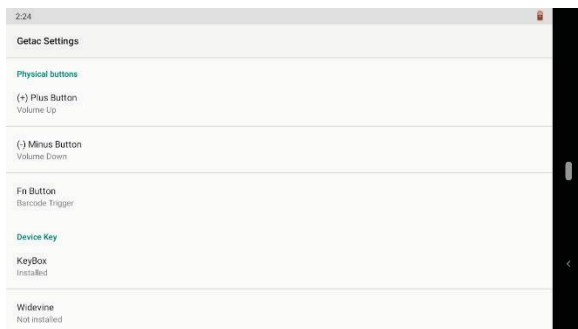 2:24
Getac Settings
Physical buttons
(+) Plus Button
Volume Up
(-) Minus Button
Volume Down
Fn Button
Barcode Trigger
Device Key
KeyBox
Installed
Widevine
Not installed